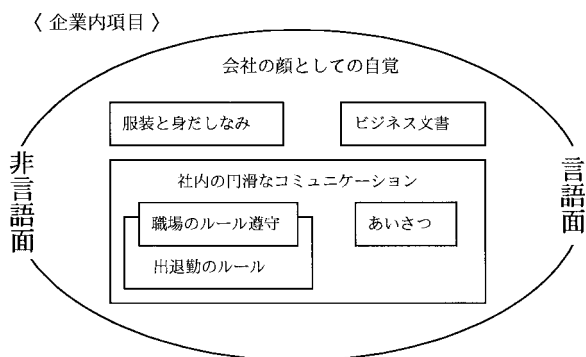 〈 企業内項目 〉
会社の顔としての自覚
服装と身だしなみ
ビジネス文書
非言語面
言語面
社内の円滑なコミュニケーション
職場のルール遵守
あいさつ
出退勤のルール